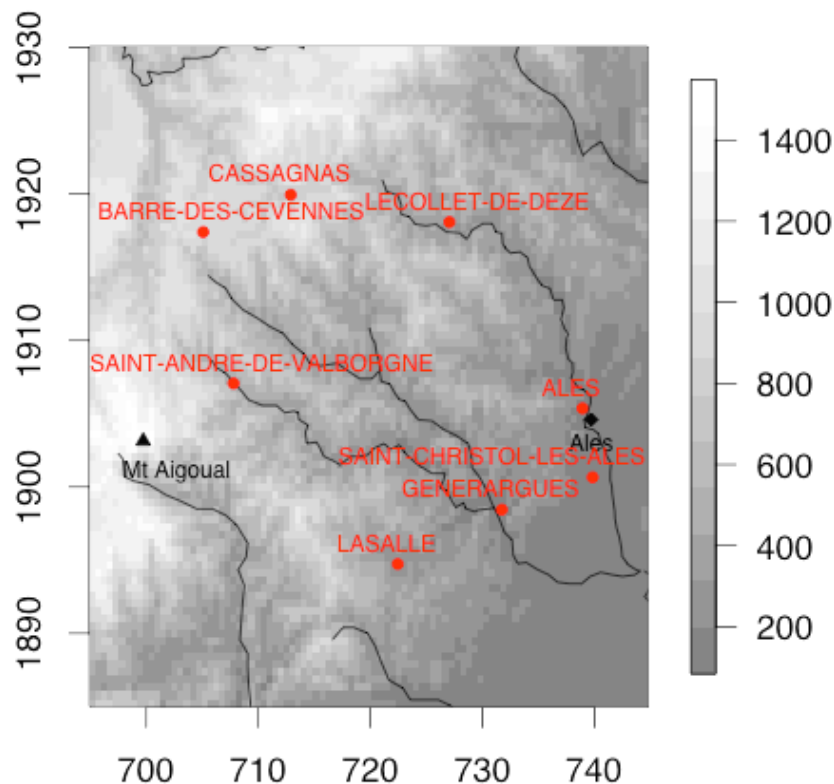 1930
1920
1910
1900
1890
CASSAGNAS
BARRE-DES-CEVENNES
LECOLLET-DE-DEZE
SAINT-ANDRE-DE-VALBORGNE
ALES
Ales
Mt Aigoual
SAINT-CHRISTOL-LES-ALES
GENERARGUES
LASALLE
700 710 720 730 740
1400
1200
1000
800
600
400
200